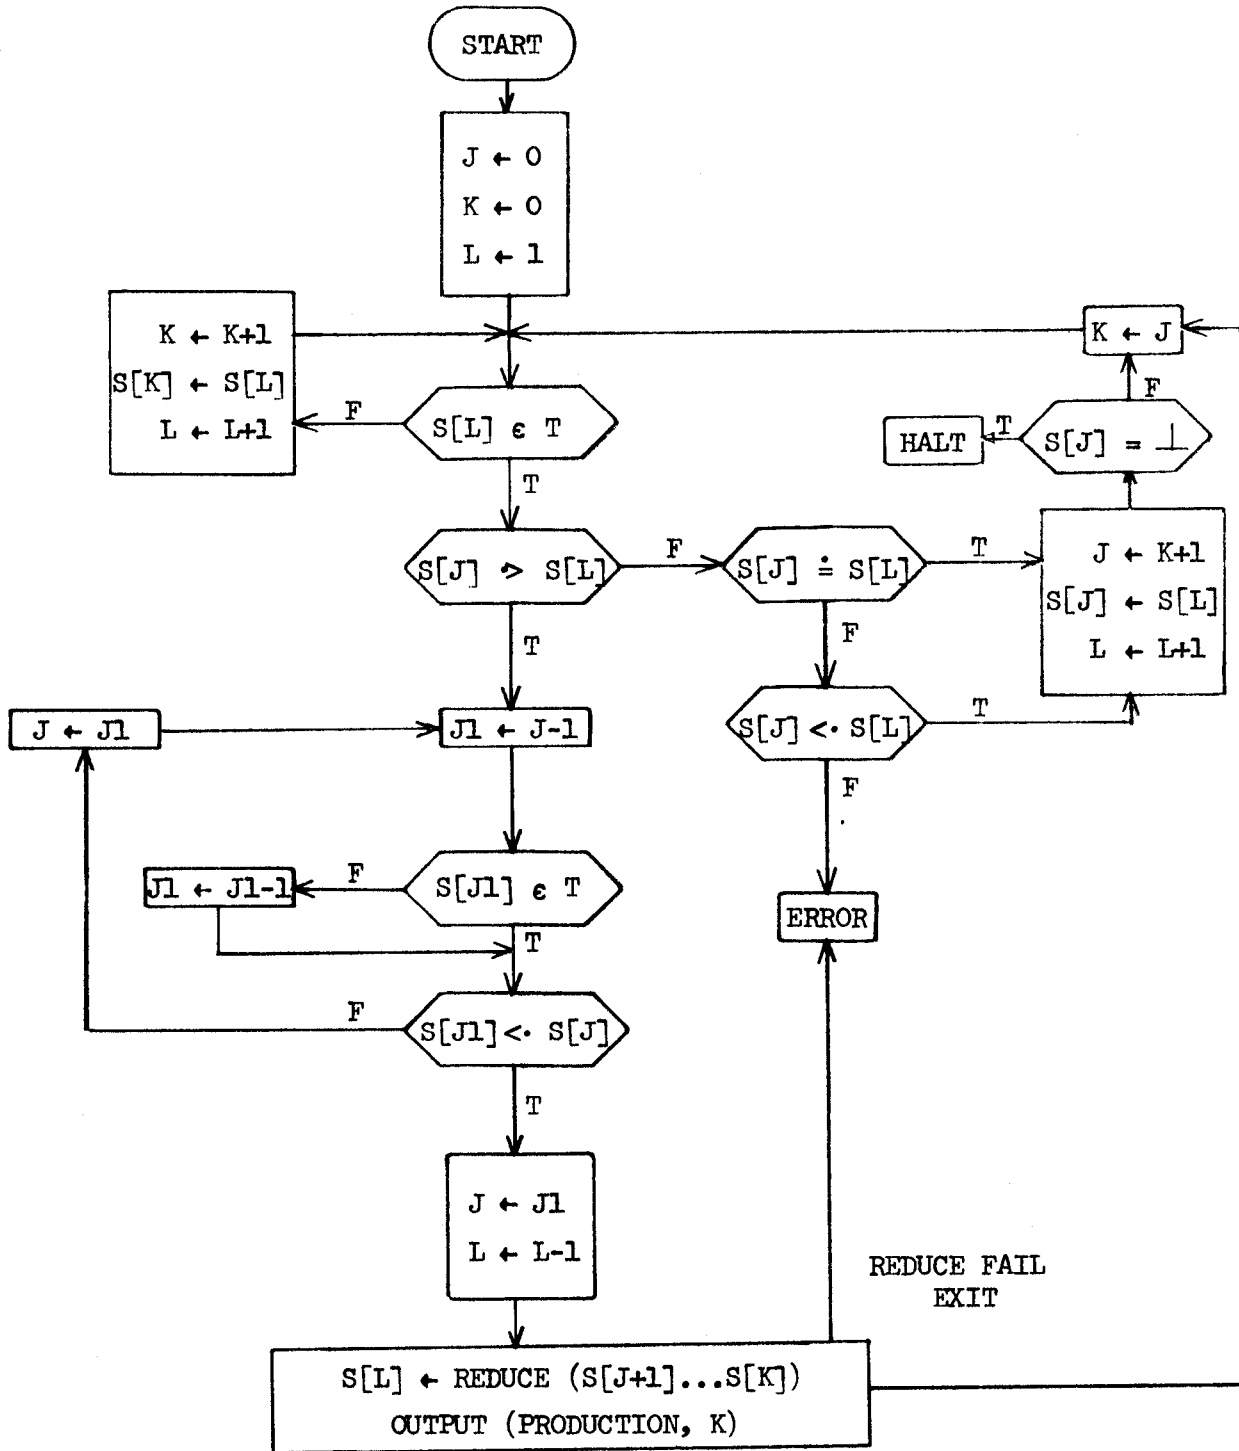 START
J ← 0
K ← 0
L ← 1
K ← K+1
S[K] ← S[L]
L ← L+1
K ← J
F
S[L] ϵ T
F
HALT
T
S[J] = ⊥
T
S[J] ⋗ S[L]
F
S[J] ≐ S[L]
T
J ← K+1
S[J] ← S[L]
L ← L+1
T
F
J ← J1
J1 ← J-1
S[J] <· S[L]
T
F
J1 ← J1-1
F
S[J1] ϵ T
ERROR
T
F
S[J1] <· S[J]
T
J ← J1
L ← L-1
REDUCE FAIL
EXIT
S[L] ← REDUCE (S[J+1]...S[K])
OUTPUT (PRODUCTION, K)